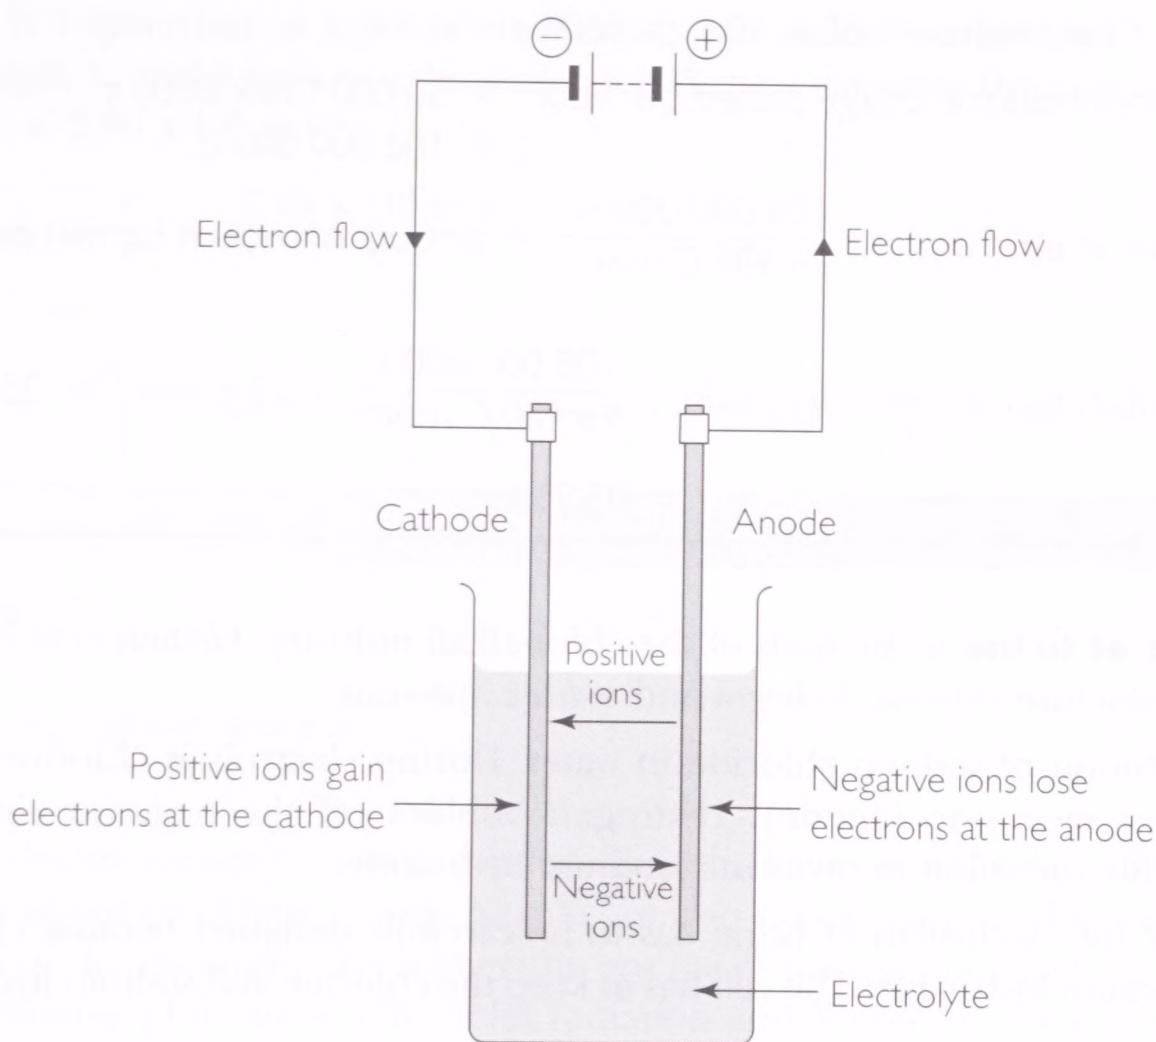 −
+
Electron flow
Electron flow
Cathode
Anode
Positive
ions
Positive ions gain
electrons at the cathode
Negative ions lose
electrons at the anode
Negative
ions
Electrolyte